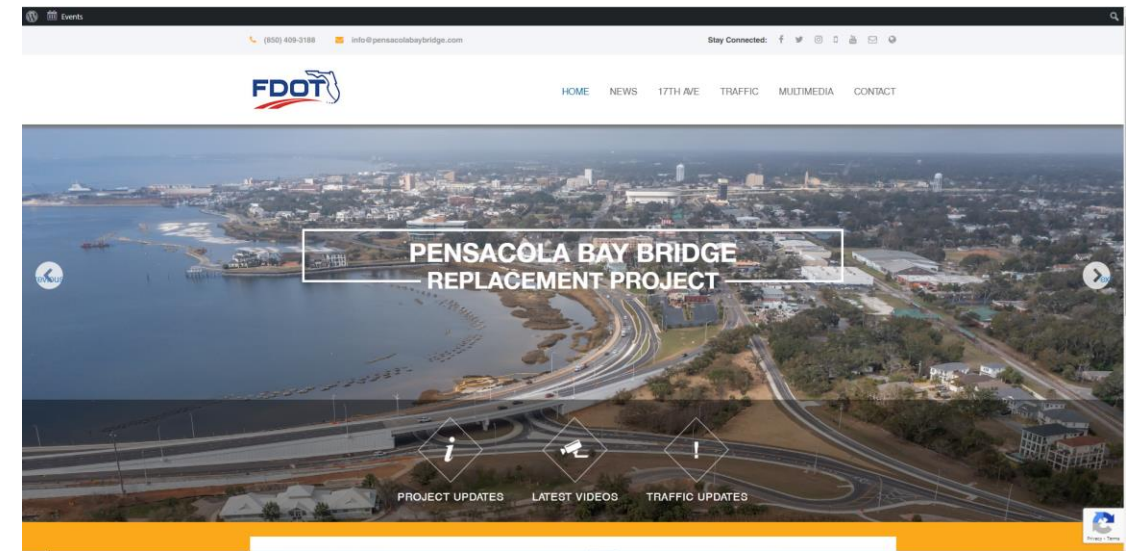 Events
(850) 409-3188 info@pensacolabaybridge.com Stay Connected:
FDOT
HOME NEWS 17TH AVE TRAFFIC MULTIMEDIA CONTACT
PENSACOLA BAY BRIDGE
REPLACEMENT PROJECT
PROJECT UPDATES LATEST VIDEOS TRAFFIC UPDATES
Privacy - Terms